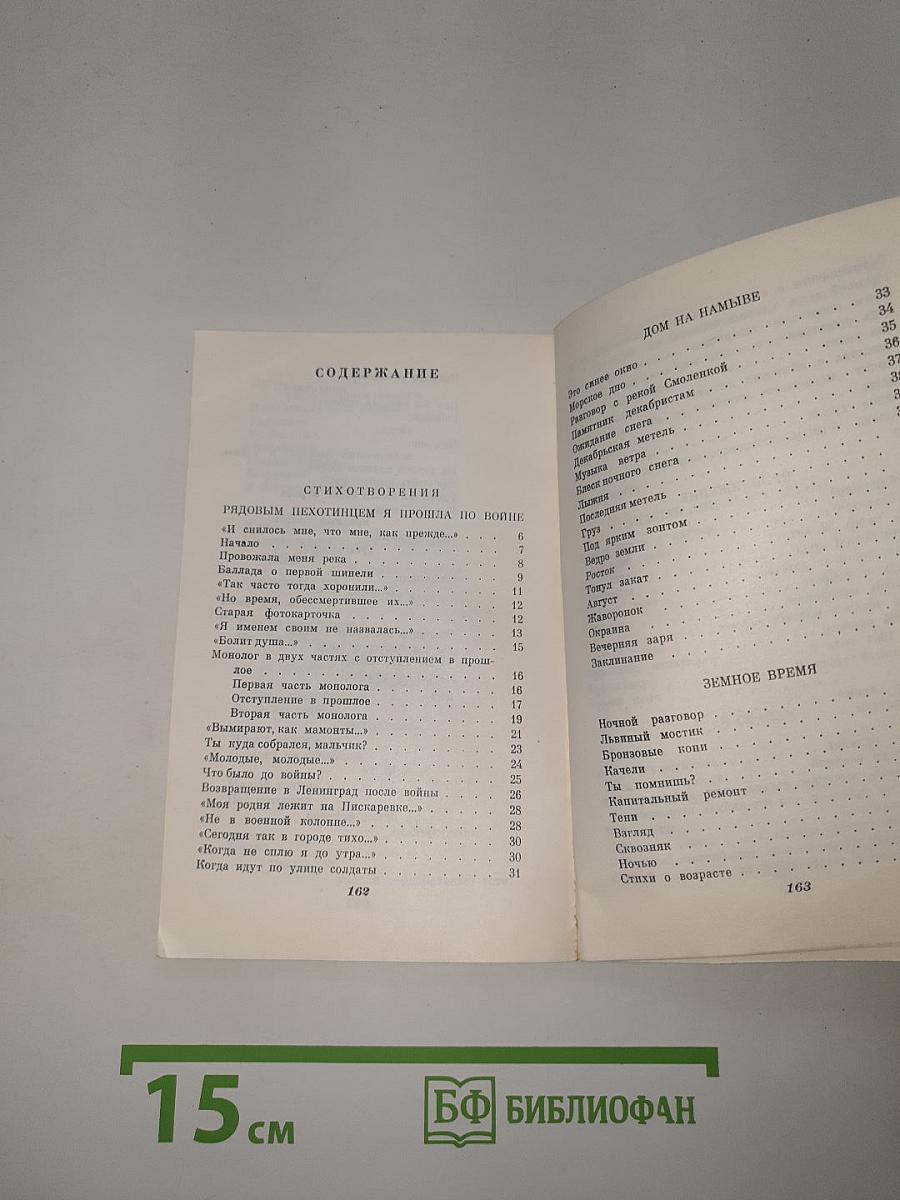 СОДЕРЖАНИЕ
СТИХОТВОРЕНИЯ
РЯДОВЫМ ПЕХОТИНЦЕМ Я ПРОШЛА ПО ВОЙНЕ
«И снилось мне, что мне, как прежде...» . . . 6
Начало . . . . . . . . . . . . . 7
Провожала меня река . . . . . . . . . 8
Баллада о первой шинели . . . . . . . . 9
«Так часто тогда хоронили...» . . . . . . . 11
«Но время, обессмертившее их...» . . . . . 12
Старая фотокарточка . . . . . . . . . 12
«Я именем своим не назвалась...» . . . . . 13
«Болит душа...» . . . . . . . . . . . 15
Монолог в двух частях с отступлением в прош-
лое . . . . . . . . . . . . . . 16
Первая часть монолога . . . . . . . . 16
Отступление в прошлое . . . . . . . . 17
Вторая часть монолога . . . . . . . . 19
«Вымирают, как мамонты...» . . . . . . . 21
Ты куда собрался, мальчик? . . . . . . . 23
«Молодые, молодые...» . . . . . . . . . 24
Что было до войны? . . . . . . . . . . 25
Возвращение в Ленинград после войны . . . . 26
«Моя родня лежит на Пискаревке...» . . . . 28
«Не в военной колонне...» . . . . . . . . 28
«Сегодня так в городе тихо...» . . . . . . . 30
«Когда не сплю я до утра...» . . . . . . . 30
Когда идут по улице солдаты . . . . . . . 31
162
ДОМ НА НАМЫВЕ
Это синее окно . . . . . . . . . . . 33
Морское дно . . . . . . . . . . . . 34
Разговор с рекой Смоленкой . . . . . . . 35
Памятник декабристам . . . . . . . . . 36
Ожидание снега . . . . . . . . . . . 37
Декабрьская метель . . . . . . . . . .
Музыка ветра . . . . . . . . . . . .
Блеск ночного снега . . . . . . . . . .
Лыжня . . . . . . . . . . . . .
Последняя метель . . . . . . . . . .
Груз . . . . . . . . . . . . .
Под ярким зонтом . . . . . . . . . .
Ведро земли . . . . . . . . . . . .
Росток . . . . . . . . . . . . .
Тонул закат . . . . . . . . . . . .
Август . . . . . . . . . . . . .
Жаворонок . . . . . . . . . . . .
Окраина . . . . . . . . . . . . .
Вечерняя заря . . . . . . . . . . .
Заклинание . . . . . . . . . . . .
ЗЕМНОЕ ВРЕМЯ
Ночной разговор . . . . . . . . . .
Львиный мостик . . . . . . . . . .
Бронзовые кони . . . . . . . . . .
Качели . . . . . . . . . . . . .
Ты помнишь? . . . . . . . . . . .
Капитальный ремонт . . . . . . . . .
Тени . . . . . . . . . . . . .
Взгляд . . . . . . . . . . . . .
Сквозняк . . . . . . . . . . . .
Ночью . . . . . . . . . . . . .
Стихи о возрасте . . . . . . . . . .
163
15 см
БФ БИБЛИОФАН